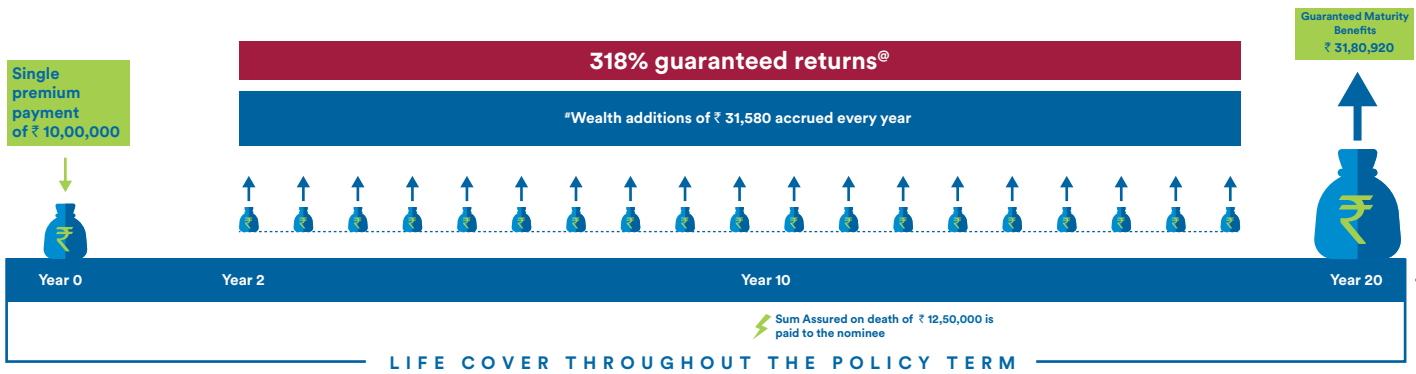 Single
premium
payment
of ₹ 10,00,000
318% guaranteed returns@
#Wealth additions of ₹ 31,580 accrued every year
Guaranteed Maturity
Benefits
₹ 31,80,920
₹
₹ ₹ ₹ ₹ ₹ ₹ ₹ ₹ ₹ ₹ ₹ ₹ ₹ ₹ ₹ ₹ ₹ ₹ ₹
₹
Year 0 Year 2 Year 10 Year 20
Sum Assured on death of ₹ 12,50,000 is
paid to the nominee
LIFE COVER THROUGHOUT THE POLICY TERM